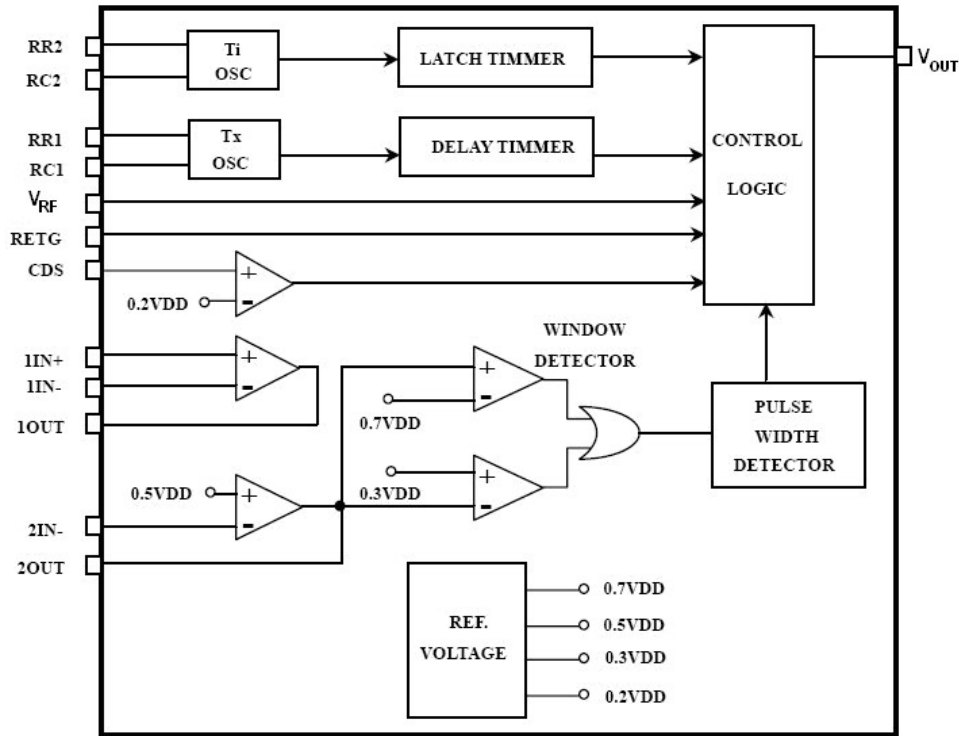 RR2
RC2
Ti
OSC
LATCH TIMMER
CONTROL
LOGIC
VOUT
RR1
RC1
Tx
OSC
DELAY TIMMER
VRF
RETG
CDS
+
-
0.2VDD
1IN+
1IN-
1OUT
+
-
WINDOW
DETECTOR
+
-
0.7VDD
PULSE
WIDTH
DETECTOR
0.5VDD
+
-
0.3VDD
+
-
2IN-
2OUT
REF.
VOLTAGE
0.7VDD
0.5VDD
0.3VDD
0.2VDD